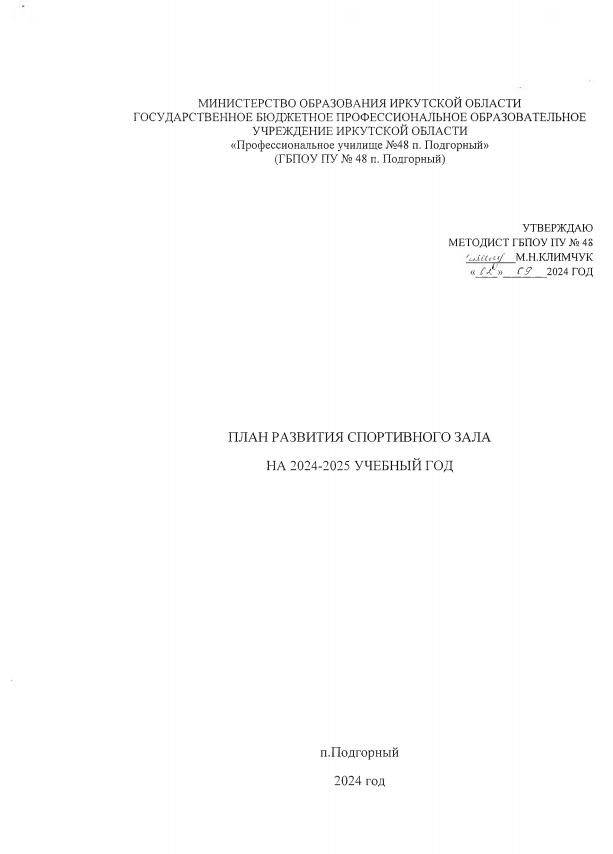 МИНИСТЕРСТВО ОБРАЗОВАНИЯ ИРКУТСКОЙ ОБЛАСТИ
ГОСУДАРСТВЕННОЕ БЮДЖЕТНОЕ ПРОФЕССИОНАЛЬНОЕ ОБРАЗОВАТЕЛЬНОЕ
УЧРЕЖДЕНИЕ ИРКУТСКОЙ ОБЛАСТИ
«Профессиональное училище №48 п. Подгорный»
(ГБПОУ ПУ № 48 п. Подгорный)
УТВЕРЖДАЮ
МЕТОДИСТ ГБПОУ ПУ № 48
М.Н.КЛИМЧУК
«02» 09 2024 ГОД
ПЛАН РАЗВИТИЯ СПОРТИВНОГО ЗАЛА
НА 2024-2025 УЧЕБНЫЙ ГОД
п.Подгорный
2024 год